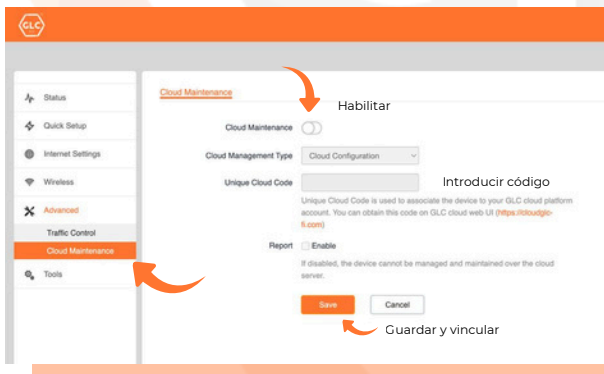 GLC
Cloud Maintenance
Habilitar
Status
Quick Setup
Internet Settings
Wireless
Advanced
Traffic Control
Cloud Maintenance
Tools
Cloud Maintenance
Cloud Management Type
Cloud Configuration
Unique Cloud Code
Introducir código
Unique Cloud Code is used to associate the device to your GLC cloud platform
account. You can obtain this code on GLC cloud web UI (https://cloudglc-
fi.com)
Report
Enable
If disabled, the device cannot be managed and maintained over the cloud
server.
Save
Cancel
Guardar y vincular